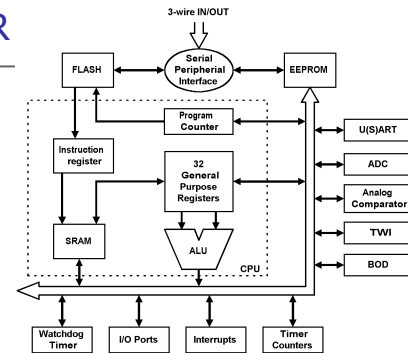 R
3-wire IN/OUT
FLASH
Serial
Peripherial
Interface
EEPROM
Program
Counter
U(S)ART
Instruction
register
32
General
Purpose
Registers
ADC
Analog
Comparator
SRAM
ALU
TWI
CPU
BOD
Watchdog
Timer
I/O Ports
Interrupts
Timer
Counters